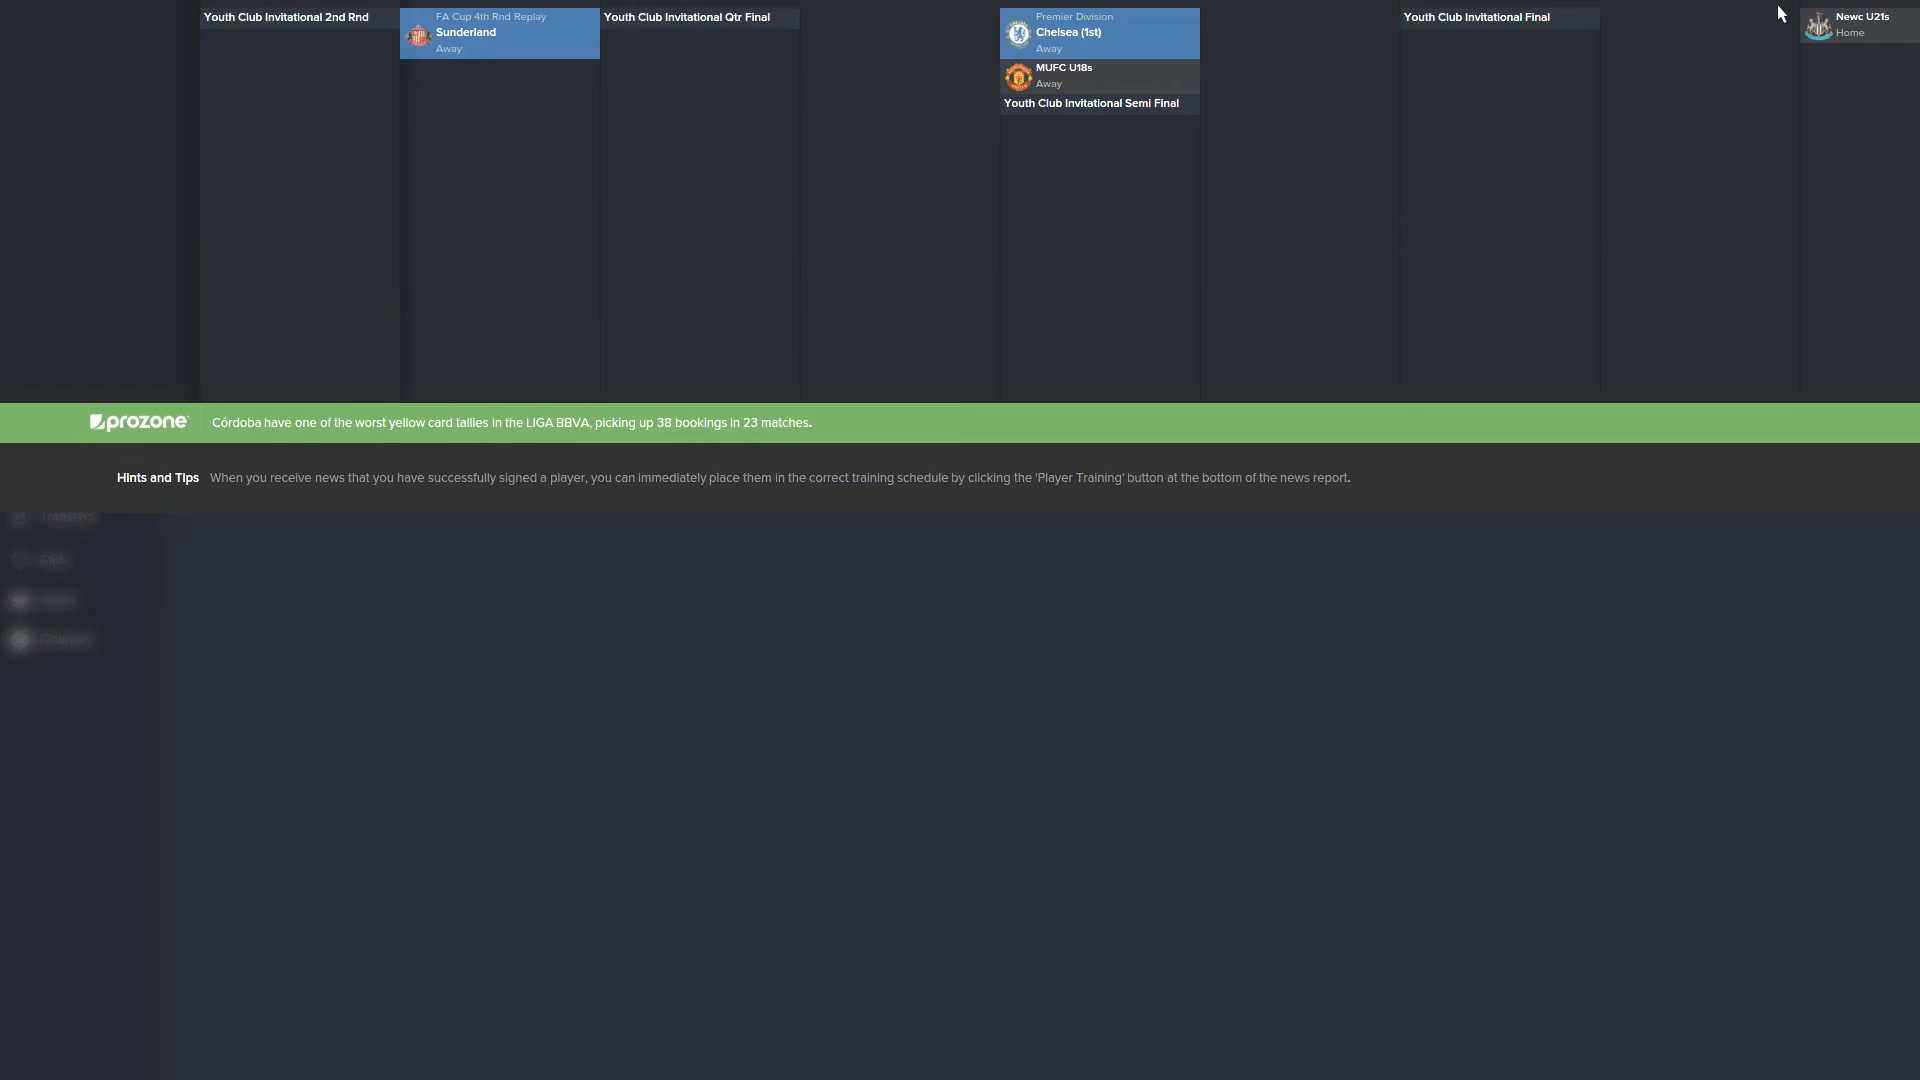 Youth Club Invitational 2nd Rnd
FA Cup 4th Rnd Replay
Sunderland
Away
Youth Club Invitational Qtr Final
Premier Division
Chelsea (1st)
Away
MUFC U18s
Away
Youth Club Invitational Semi Final
Youth Club Invitational Final
Newc U21s
Home
prozone
Córdoba have one of the worst yellow card tallies in the LIGA BBVA, picking up 38 bookings in 23 matches.
Hints and Tips When you receive news that you have successfully signed a player, you can immediately place them in the correct training schedule by clicking the 'Player Training' button at the bottom of the news report.